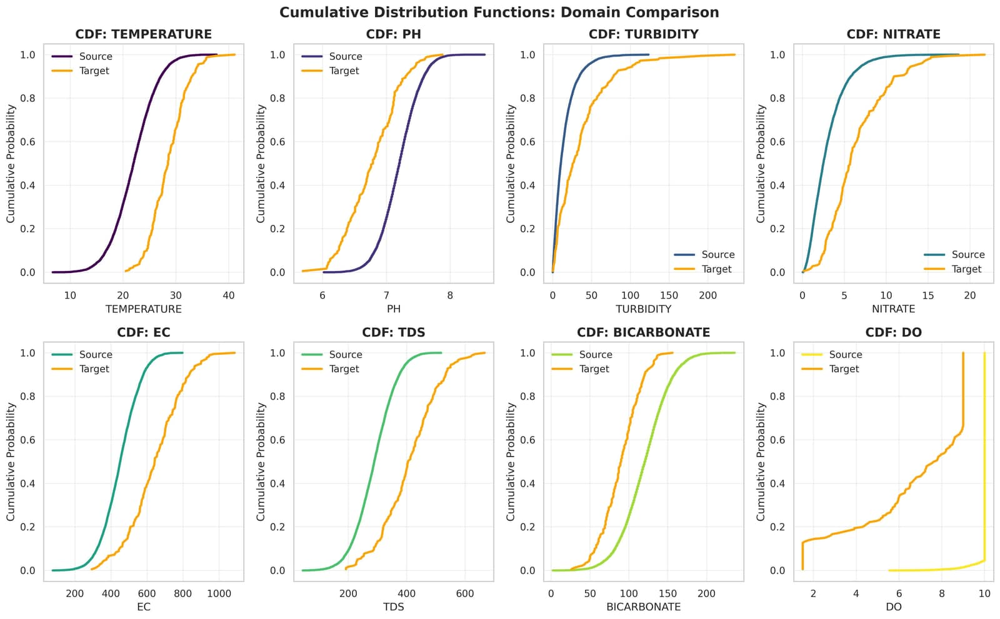 Cumulative Distribution Functions: Domain Comparison
CDF: TEMPERATURE
Cumulative Probability
1.0
0.8
0.6
0.4
0.2
0.0
Source
Target
10 20 30 40
TEMPERATURE
CDF: PH
Cumulative Probability
1.0
0.8
0.6
0.4
0.2
0.0
Source
Target
6 7 8
PH
CDF: TURBIDITY
Cumulative Probability
1.0
0.8
0.6
0.4
0.2
0.0
Source
Target
0 50 100 150 200
TURBIDITY
CDF: NITRATE
Cumulative Probability
1.0
0.8
0.6
0.4
0.2
0.0
Source
Target
0 5 10 15 20
NITRATE
CDF: EC
Cumulative Probability
1.0
0.8
0.6
0.4
0.2
0.0
Source
Target
200 400 600 800 1000
EC
CDF: TDS
Cumulative Probability
1.0
0.8
0.6
0.4
0.2
0.0
Source
Target
200 400 600
TDS
CDF: BICARBONATE
Cumulative Probability
1.0
0.8
0.6
0.4
0.2
0.0
Source
Target
0 50 100 150 200
BICARBONATE
CDF: DO
Cumulative Probability
1.0
0.8
0.6
0.4
0.2
0.0
Source
Target
2 4 6 8 10
DO